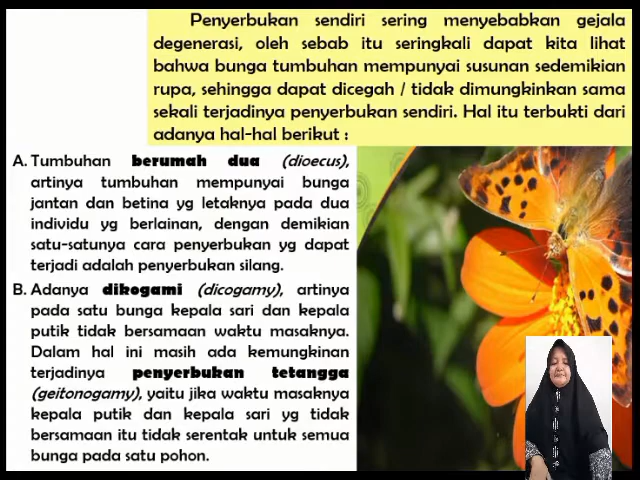 Penyerbukan sendiri sering menyebabkan gejala
degenerasi, oleh sebab itu seringkali dapat kita lihat
bahwa bunga tumbuhan mempunyai susunan sedemikian
rupa, sehingga dapat dicegah / tidak dimungkinkan sama
sekali terjadinya penyerbukan sendiri. Hal itu terbukti dari
adanya hal-hal berikut :
A. Tumbuhan berumah dua (dioecus),
artinya tumbuhan mempunyai bunga
jantan dan betina yg letaknya pada dua
individu yg berlainan, dengan demikian
satu-satunya cara penyerbukan yg dapat
terjadi adalah penyerbukan silang.
B. Adanya dikogami (dicogamy), artinya
pada satu bunga kepala sari dan kepala
putik tidak bersamaan waktu masaknya.
Dalam hal ini masih ada kemungkinan
terjadinya penyerbukan tetangga
(geitonogamy), yaitu jika waktu masaknya
kepala putik dan kepala sari yg tidak
bersamaan itu tidak serentak untuk semua
bunga pada satu pohon.